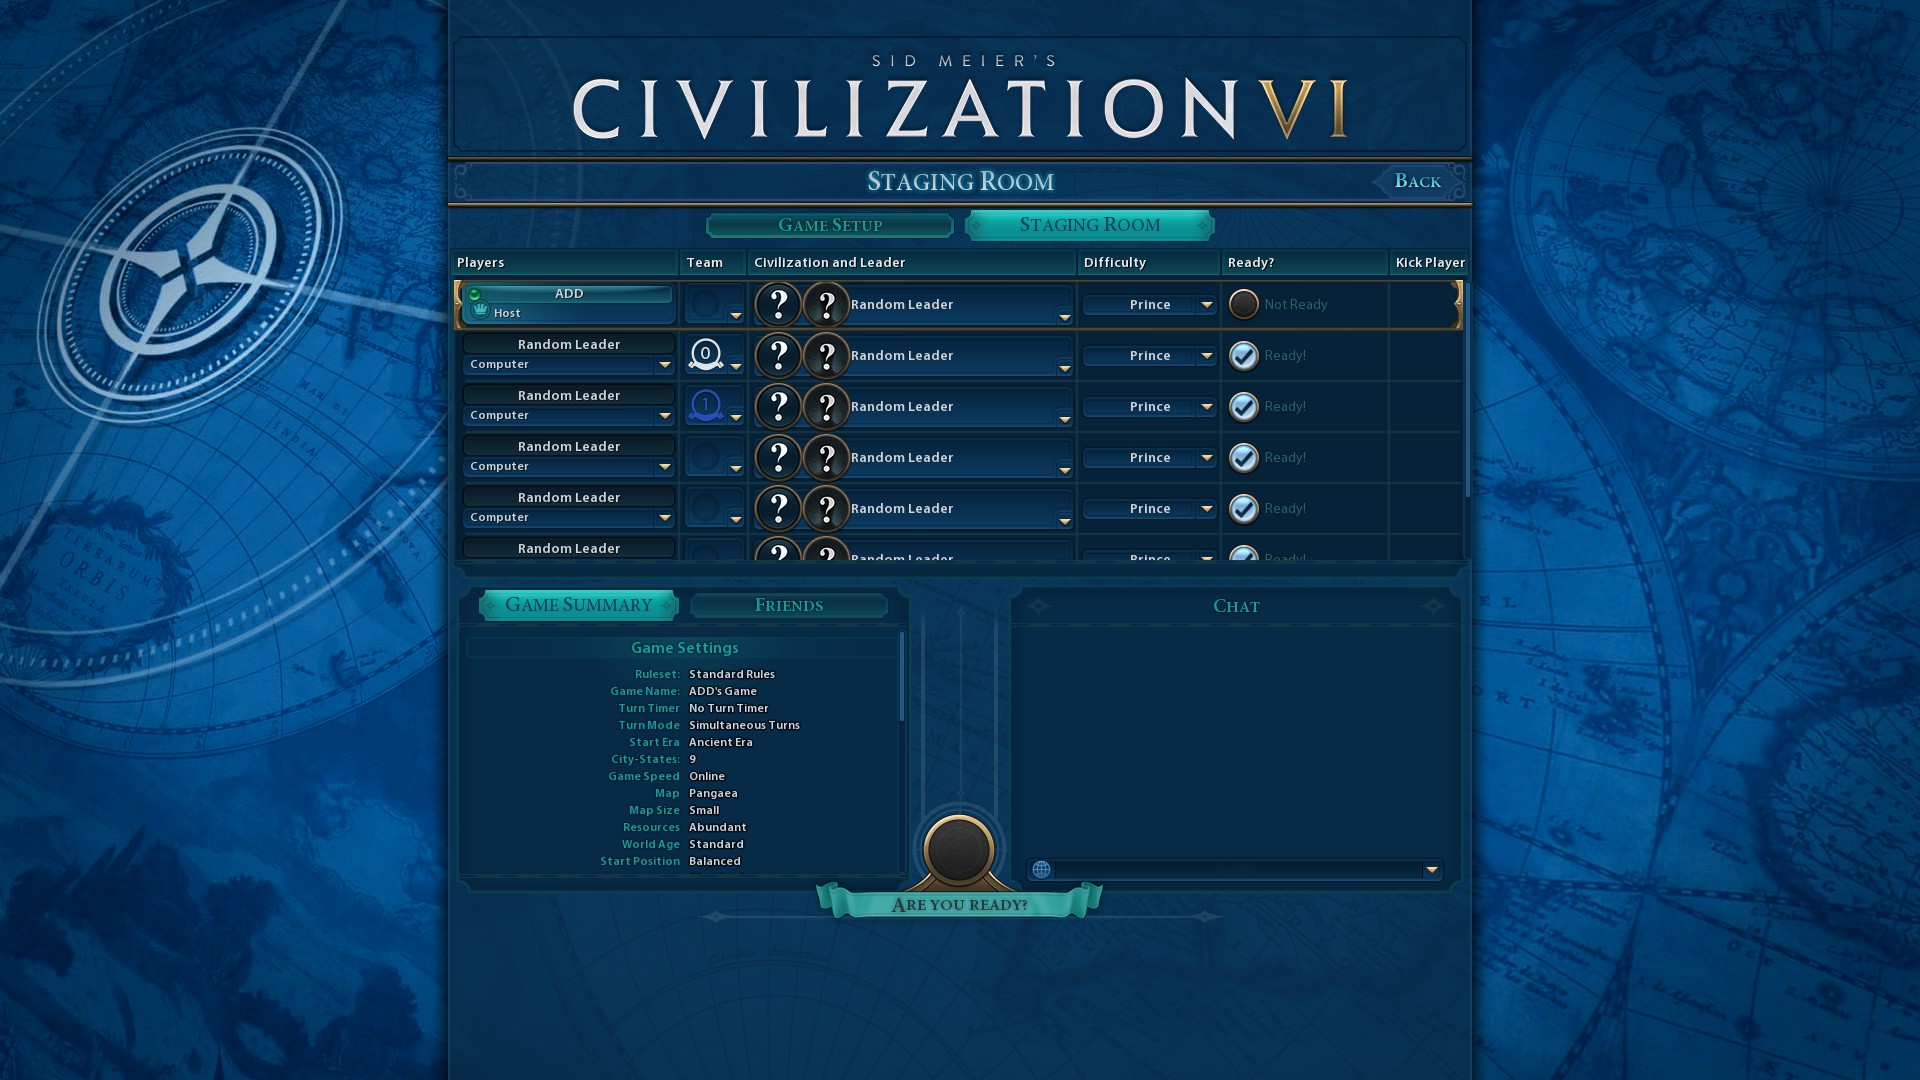 SID MEIER'S
CIVILIZATION VI
STAGING ROOM
BACK
GAME SETUP
STAGING ROOM
Players Team Civilization and Leader Difficulty Ready? Kick Player
ADD
Host
? ? Random Leader Prince Not Ready
Random Leader
Computer
0 ? ? Random Leader Prince Ready!
Random Leader
Computer
1 ? ? Random Leader Prince Ready!
Random Leader
Computer
? ? Random Leader Prince Ready!
Random Leader
Computer
? ? Random Leader Prince Ready!
Random Leader
? ? Random Leader Prince Ready!
GAME SUMMARY
FRIENDS
Game Settings
Ruleset: Standard Rules
Game Name: ADD's Game
Turn Timer No Turn Timer
Turn Mode Simultaneous Turns
Start Era Ancient Era
City-States: 9
Game Speed Online
Map Pangaea
Map Size Small
Resources Abundant
World Age Standard
Start Position Balanced
CHAT
ARE YOU READY?
ORBIS